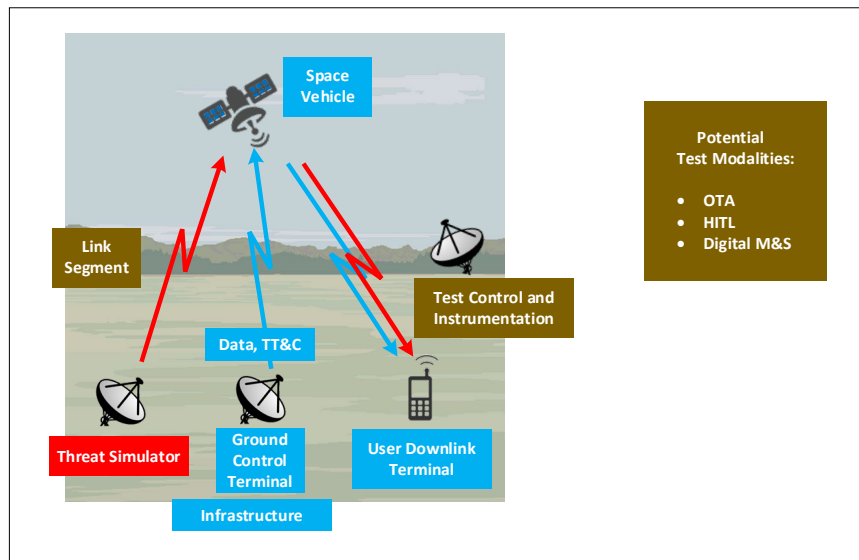 Space
Vehicle
Potential
Test Modalities:
• OTA
• HITL
• Digital M&S
Link
Segment
Test Control and
Instrumentation
Data, TT&C
Threat Simulator
Ground
Control
Terminal
User Downlink
Terminal
Infrastructure